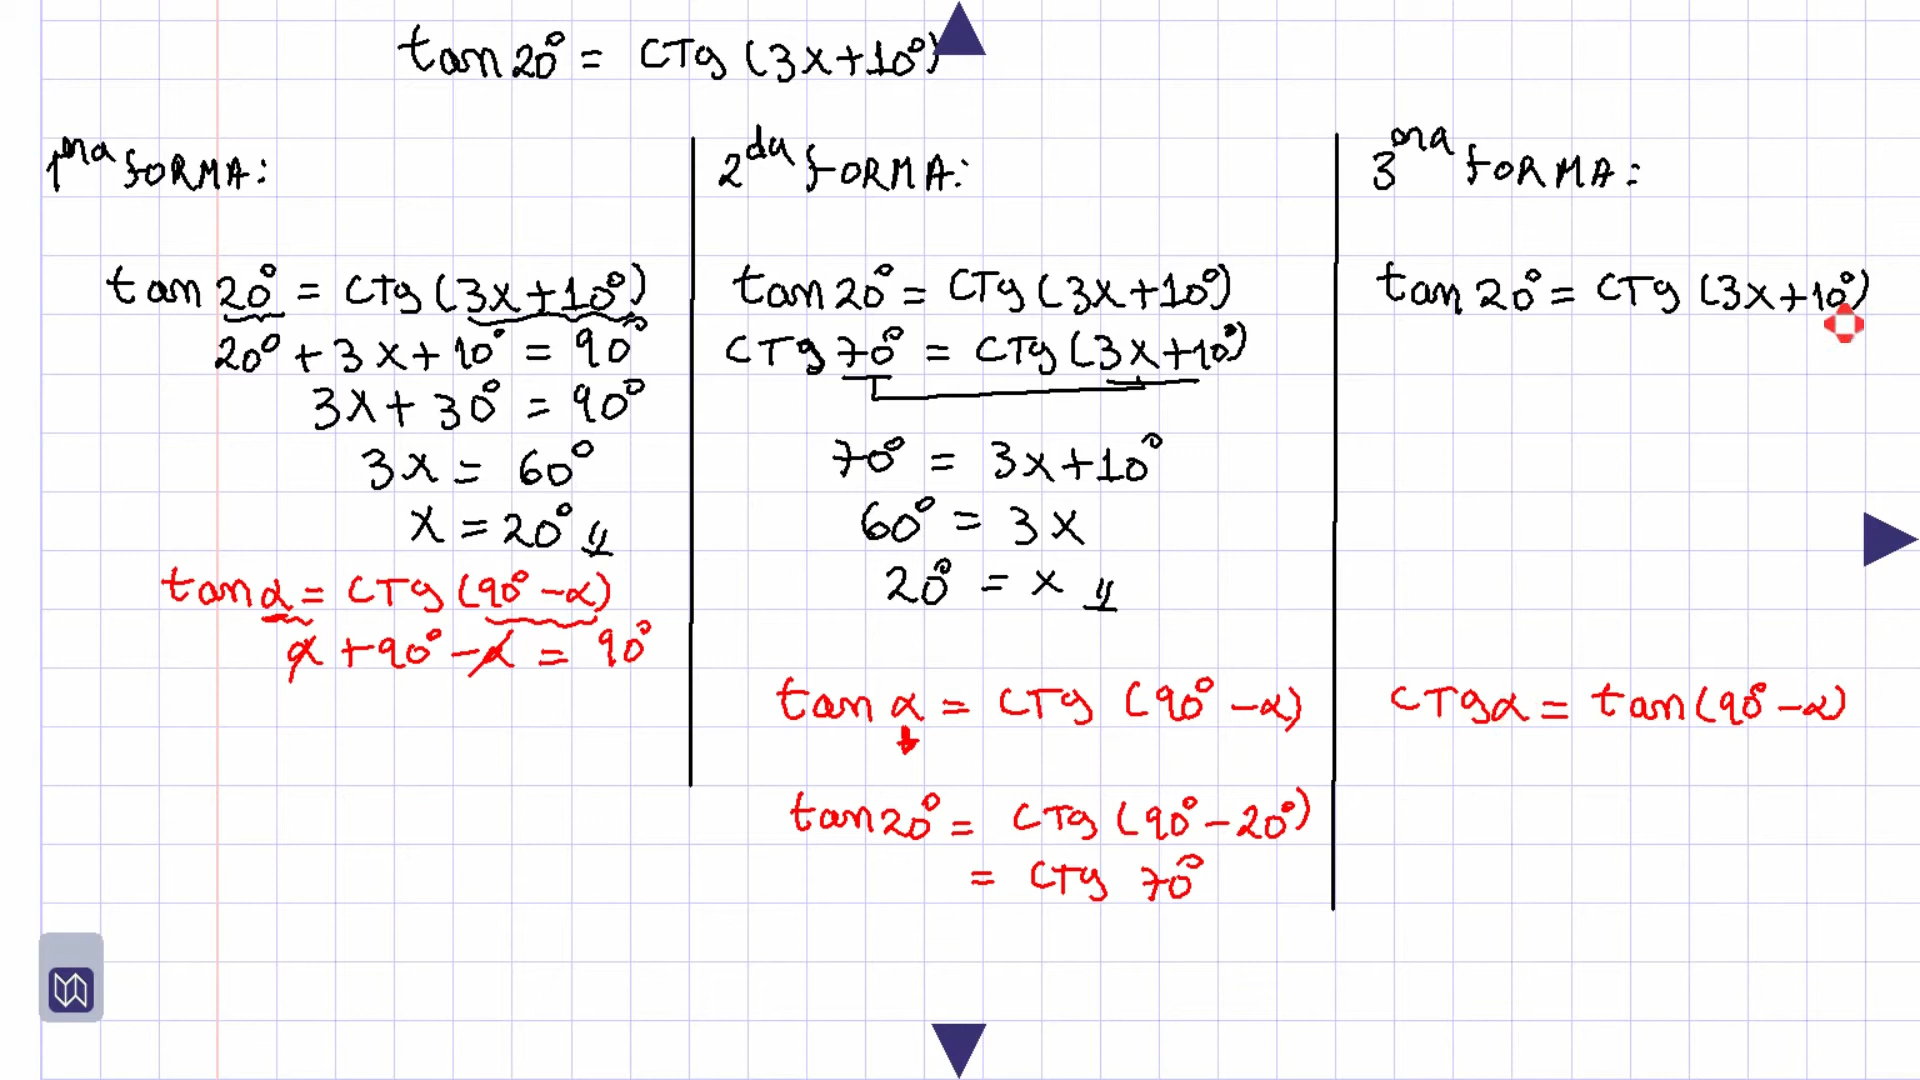 tan 20° = CTg (3x+10°)
1ra forma:
tan 20° = CTg (3x+10°)
20° + 3x+10° = 90°
3x + 30° = 90°
3x = 60°
x = 20°
tan α = CTg (90° -α)
α +90° -α = 90°
2da forma:
tan 20° = CTg (3x+10°)
CTg 70° = CTg (3x+10°)
70° = 3x+10°
60° = 3x
20° = x
tan α = CTg (90° -α)
tan 20° = CTg (90° -20°)
= CTg 70°
3ra forma:
tan 20° = CTg (3x+10°)
CTg α = tan (90° -α)